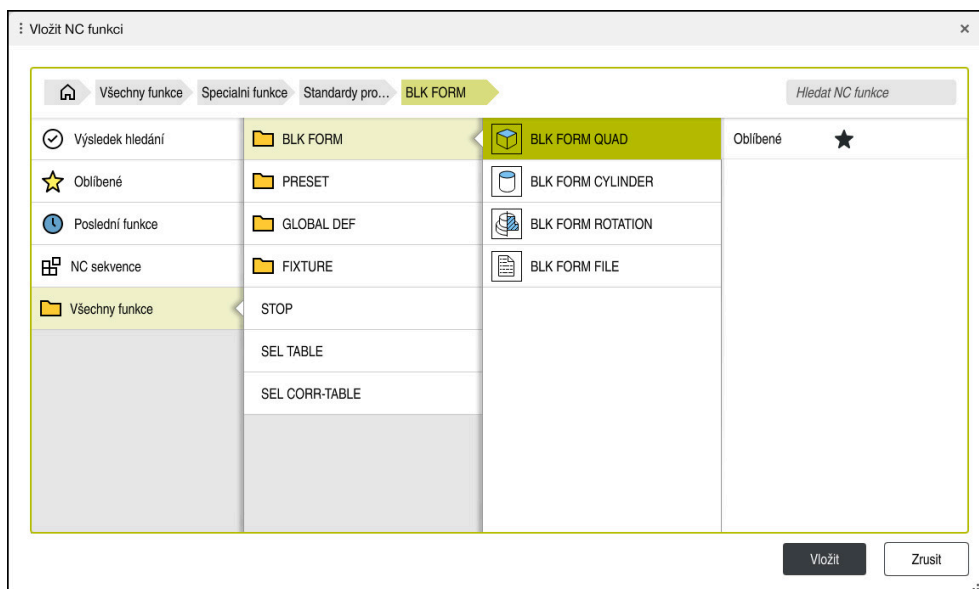 Vložit NC funkci
Všechny funkce Specialni funkce Standardy pro... BLK FORM Hledat NC funkce
Výsledek hledání
Oblíbené
Poslední funkce
NC sekvence
Všechny funkce
BLK FORM
PRESET
GLOBAL DEF
FIXTURE
STOP
SEL TABLE
SEL CORR-TABLE
BLK FORM QUAD
BLK FORM CYLINDER
BLK FORM ROTATION
BLK FORM FILE
Oblíbené
Vložit Zrusit